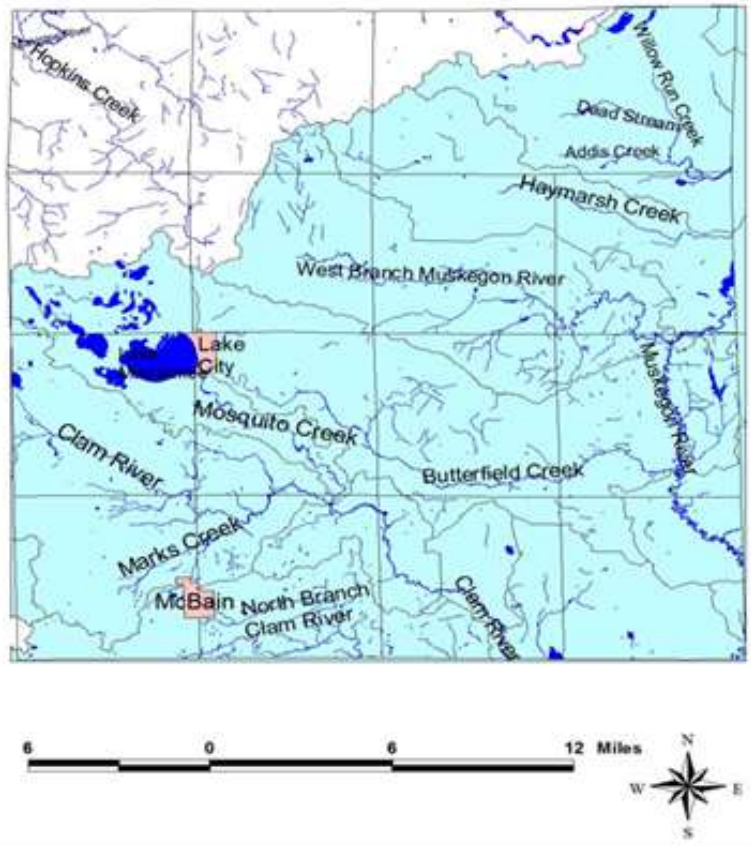 Hopkins Creek
Willow Run Creek
Dead Stream
Addis Creek
Haymarsh Creek
West Branch Muskegon River
Lake
City
Muskegon River
Mosquito Creek
Clam River
Butterfield Creek
Marks Creek
McBain
North Branch
Clam River
Clam River
6 0 6 12 Miles
N
W E
S